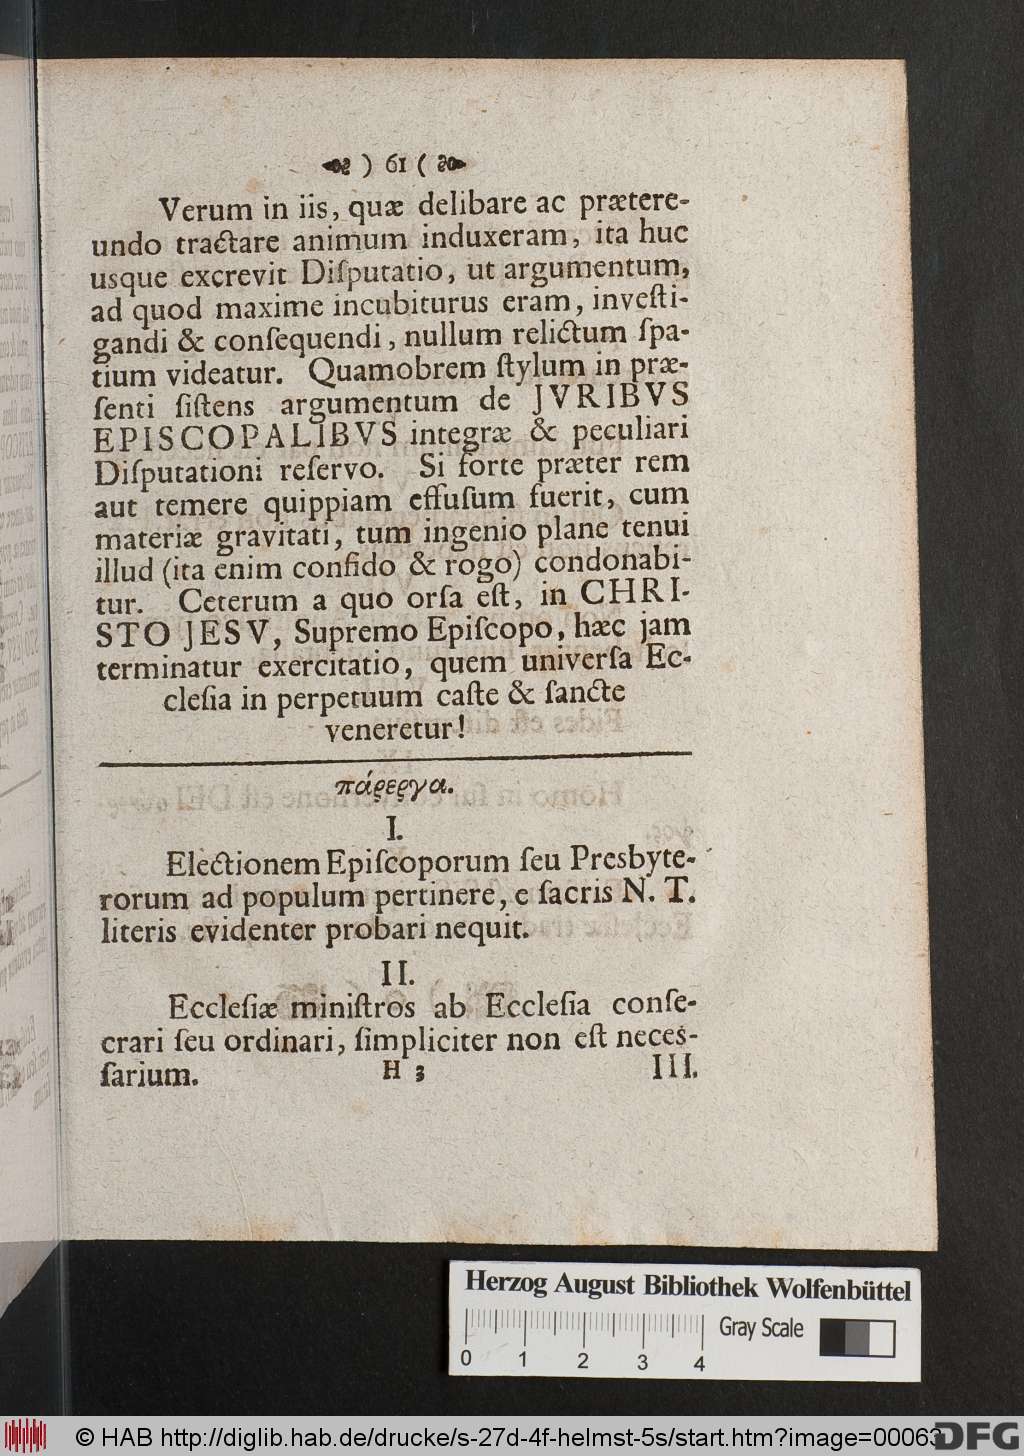 ) 61 (
Verum in iis, quæ delibare ac prætere-
undo tractare animum induxeram, ita huc
usque excrevit Diſputatio, ut argumentum,
ad quod maxime incubiturus eram, inveſti-
gandi & conſequendi, nullum relictum ſpa-
tium videatur. Quamobrem ſtylum in præ-
ſenti ſiſtens argumentum de JVRIBVS
EPISCOPALIBVS integræ & peculiari
Diſputationi reſervo. Si forte præter rem
aut temere quippiam effuſum fuerit, cum
materiæ gravitati, tum ingenio plane tenui
illud (ita enim confido & rogo) condonabi-
tur. Ceterum a quo orſa eſt, in CHRI-
STO JESV, Supremo Epiſcopo, hæc jam
terminatur exercitatio, quem univerſa Ec-
cleſia in perpetuum caſte & ſancte
veneretur!
πάρεργα.
I.
Electionem Epiſcoporum ſeu Presbyte-
rorum ad populum pertinere, e ſacris N. T.
literis evidenter probari nequit.
II.
Eccleſiæ miniſtros ab Eccleſia conſe-
crari ſeu ordinari, ſimpliciter non eſt neceſ-
ſarium. H 3 III.
Herzog August Bibliothek Wolfenbüttel
Gray Scale
0 1 2 3 4
© HAB http://diglib.hab.de/drucke/s-27d-4f-helmst-5s/start.htm?image=00063
DFG